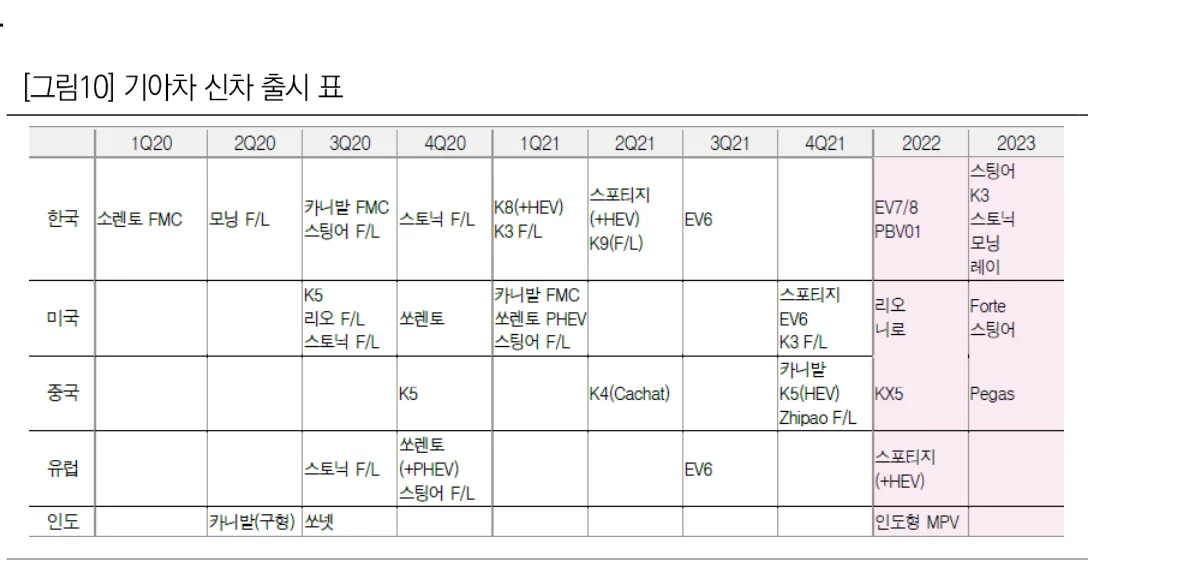 [그림10] 기아차 신차 출시 표
1Q20 2Q20 3Q20 4Q20 1Q21 2Q21 3Q21 4Q21 2022 2023
한국
소렌토 FMC
모닝 F/L
카니발 FMC
스팅어 F/L
스토닉 F/L
K8(+HEV)
K3 F/L
스포티지
(+HEV)
K9(F/L)
EV6
EV7/8
PBV01
스팅어
K3
스토닉
모닝
레이
미국
K5
리오 F/L
스토닉 F/L
쏘렌토
카니발 FMC
쏘렌토 PHEV
스팅어 F/L
스포티지
EV6
K3 F/L
리오
니로
Forte
스팅어
중국
K5
K4(Cachat)
카니발
K5(HEV)
Zhipao F/L
KX5
Pegas
유럽
스토닉 F/L
쏘렌토
(+PHEV)
스팅어 F/L
EV6
스포티지
(+HEV)
인도
카니발(구형)
쏘넷
인도형 MPV